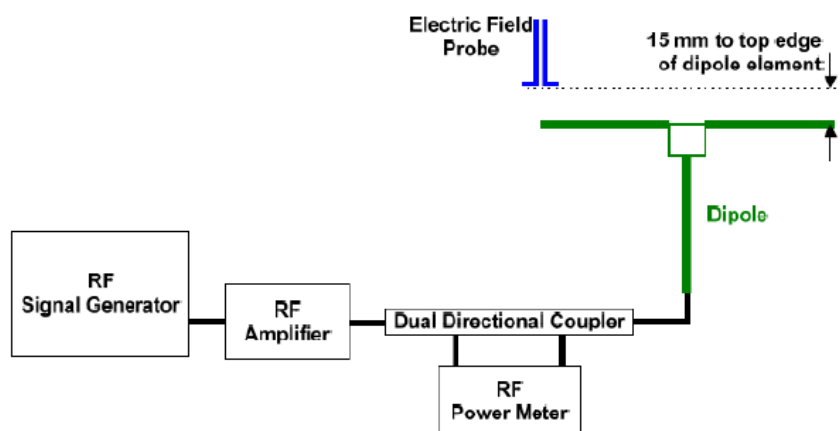 Electric Field
Probe
15 mm to top edge
of dipole element:
Dipole
RF
Signal Generator
RF
Amplifier
Dual Directional Coupler
RF
Power Meter